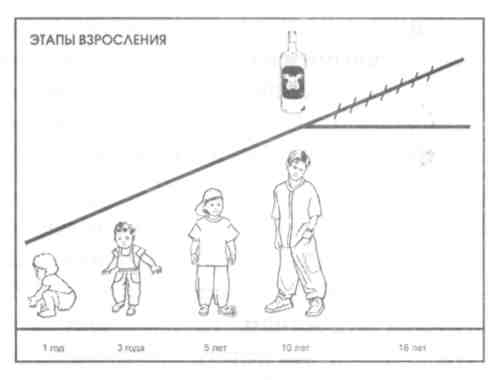 ЭТАПЫ ВЗРОСЛЕНИЯ
1 год
3 года
5 лет
10 лет
16 лет